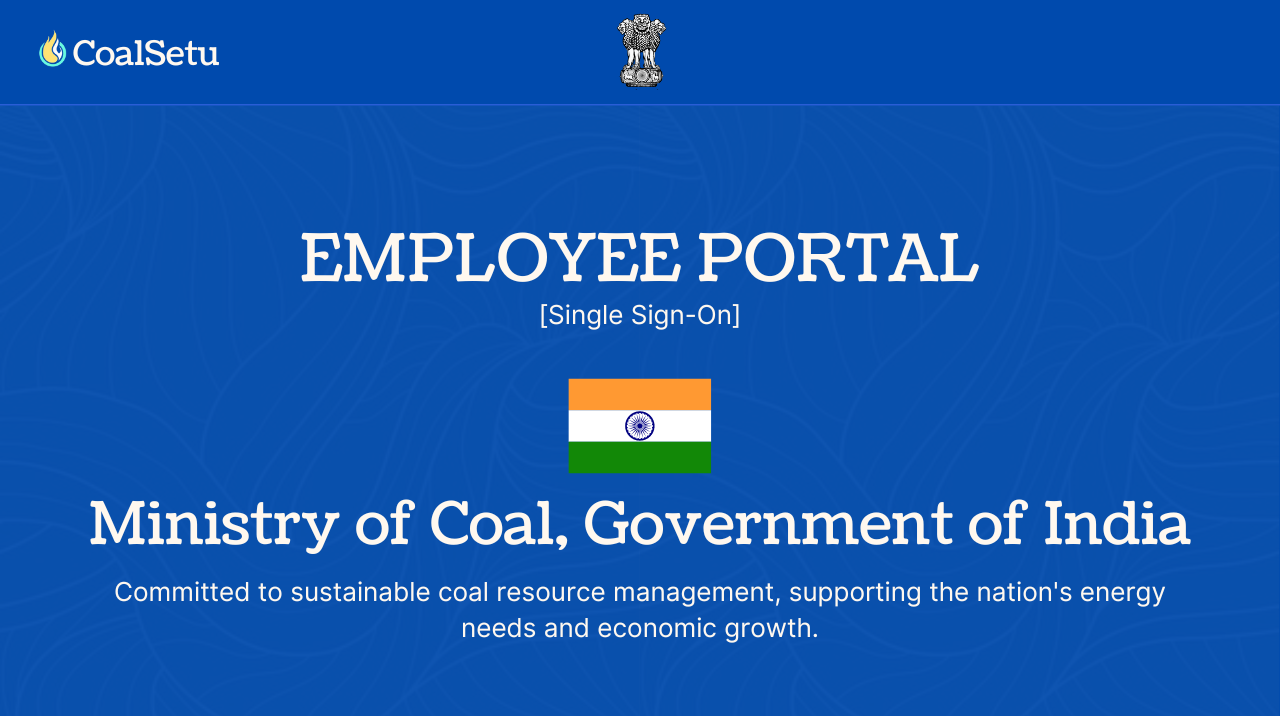 CoalSetu
EMPLOYEE PORTAL
[Single Sign-On]
Ministry of Coal, Government of India
Committed to sustainable coal resource management, supporting the nation's energy
needs and economic growth.